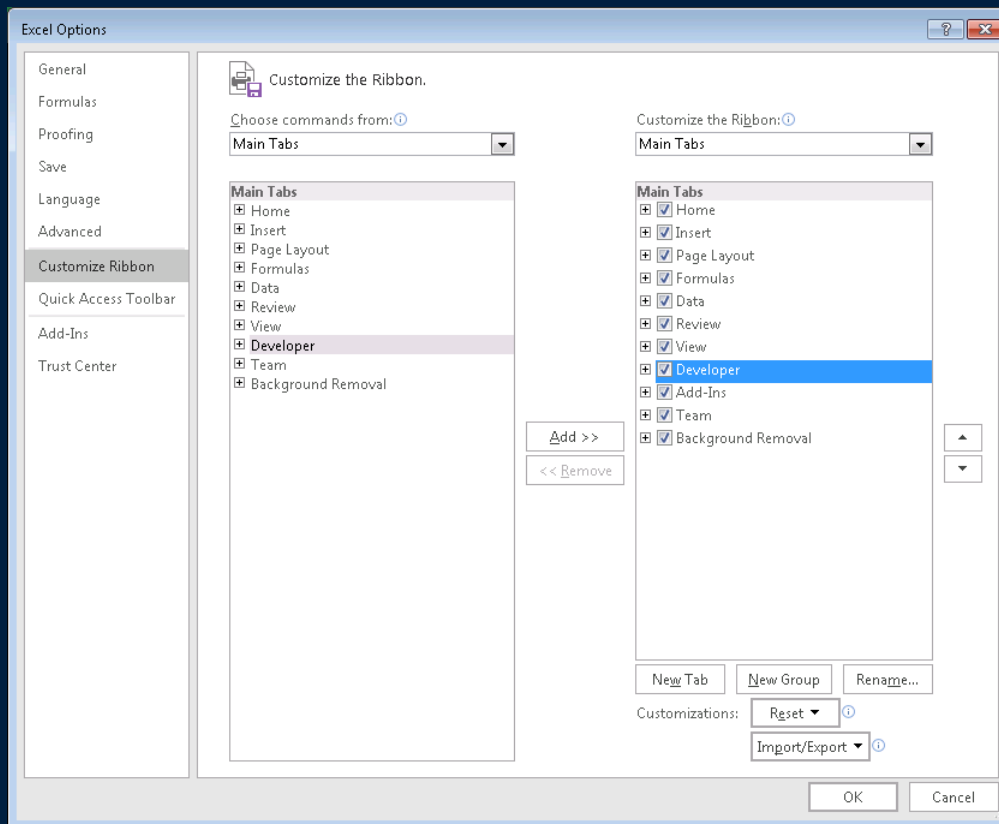 Excel Options
?
General
Formulas
Proofing
Save
Language
Advanced
Customize Ribbon
Quick Access Toolbar
Add-Ins
Trust Center
Customize the Ribbon.
Choose commands from:
Main Tabs
Main Tabs
Home
Insert
Page Layout
Formulas
Data
Review
View
Developer
Team
Background Removal
Add >>
<< Remove
Customize the Ribbon:
Main Tabs
Main Tabs
Home
Insert
Page Layout
Formulas
Data
Review
View
Developer
Add-Ins
Team
Background Removal
New Tab New Group Rename...
Customizations: Reset
Import/Export
OK Cancel